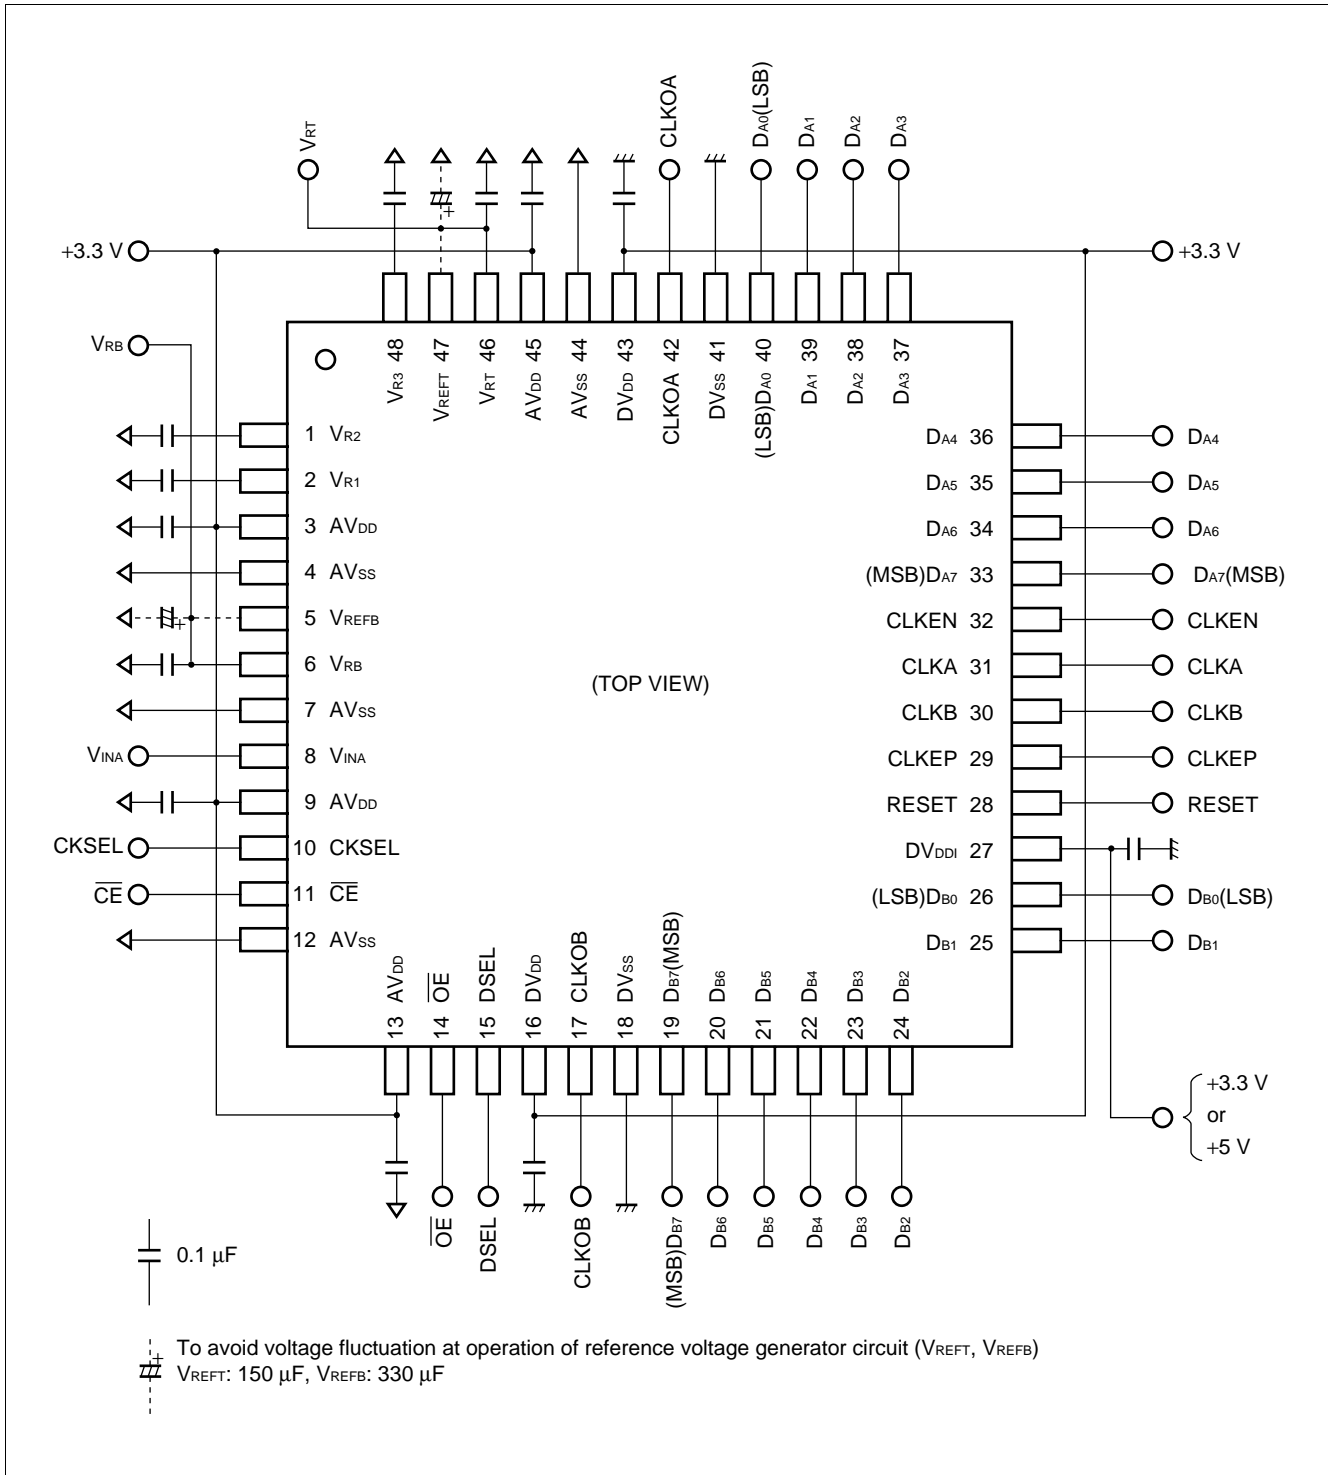 VRT
CLKOA
DA0(LSB)
DA1
DA2
DA3
+3.3 V
+3.3 V
VRB
48 VR3
47 VREFT
46 VRT
45 AVDD
44 AVSS
43 DVDD
42 CLKOA
41 DVSS
40 (LSB)DA0
39 DA1
38 DA2
37 DA3
1 VR2
2 VR1
3 AVDD
4 AVSS
5 VREFB
6 VRB
7 AVSS
VINA 8 VINA
9 AVDD
CKSEL 10 CKSEL
C̅E̅ 11 C̅E̅
12 AVSS
(TOP VIEW)
DA4 36 DA4
DA5 35 DA5
DA6 34 DA6
(MSB)DA7 33 DA7(MSB)
CLKEN 32 CLKEN
CLKA 31 CLKA
CLKB 30 CLKB
CLKEP 29 CLKEP
RESET 28 RESET
DVDDI 27
(LSB)DB0 26 DB0(LSB)
DB1 25 DB1
13 AVDD
14 O̅E̅
15 DSEL
16 DVDD
17 CLKOB
18 DVSS
19 DB7(MSB)
20 DB6
21 DB5
22 DB4
23 DB3
24 DB2
+3.3 V
or
+5 V
O̅E̅
DSEL
CLKOB
(MSB)DB7
DB6
DB5
DB4
DB3
DB2
+
+
0.1 μF
+
To avoid voltage fluctuation at operation of reference voltage generator circuit (VREFT, VREFB)
VREFT: 150 μF, VREFB: 330 μF